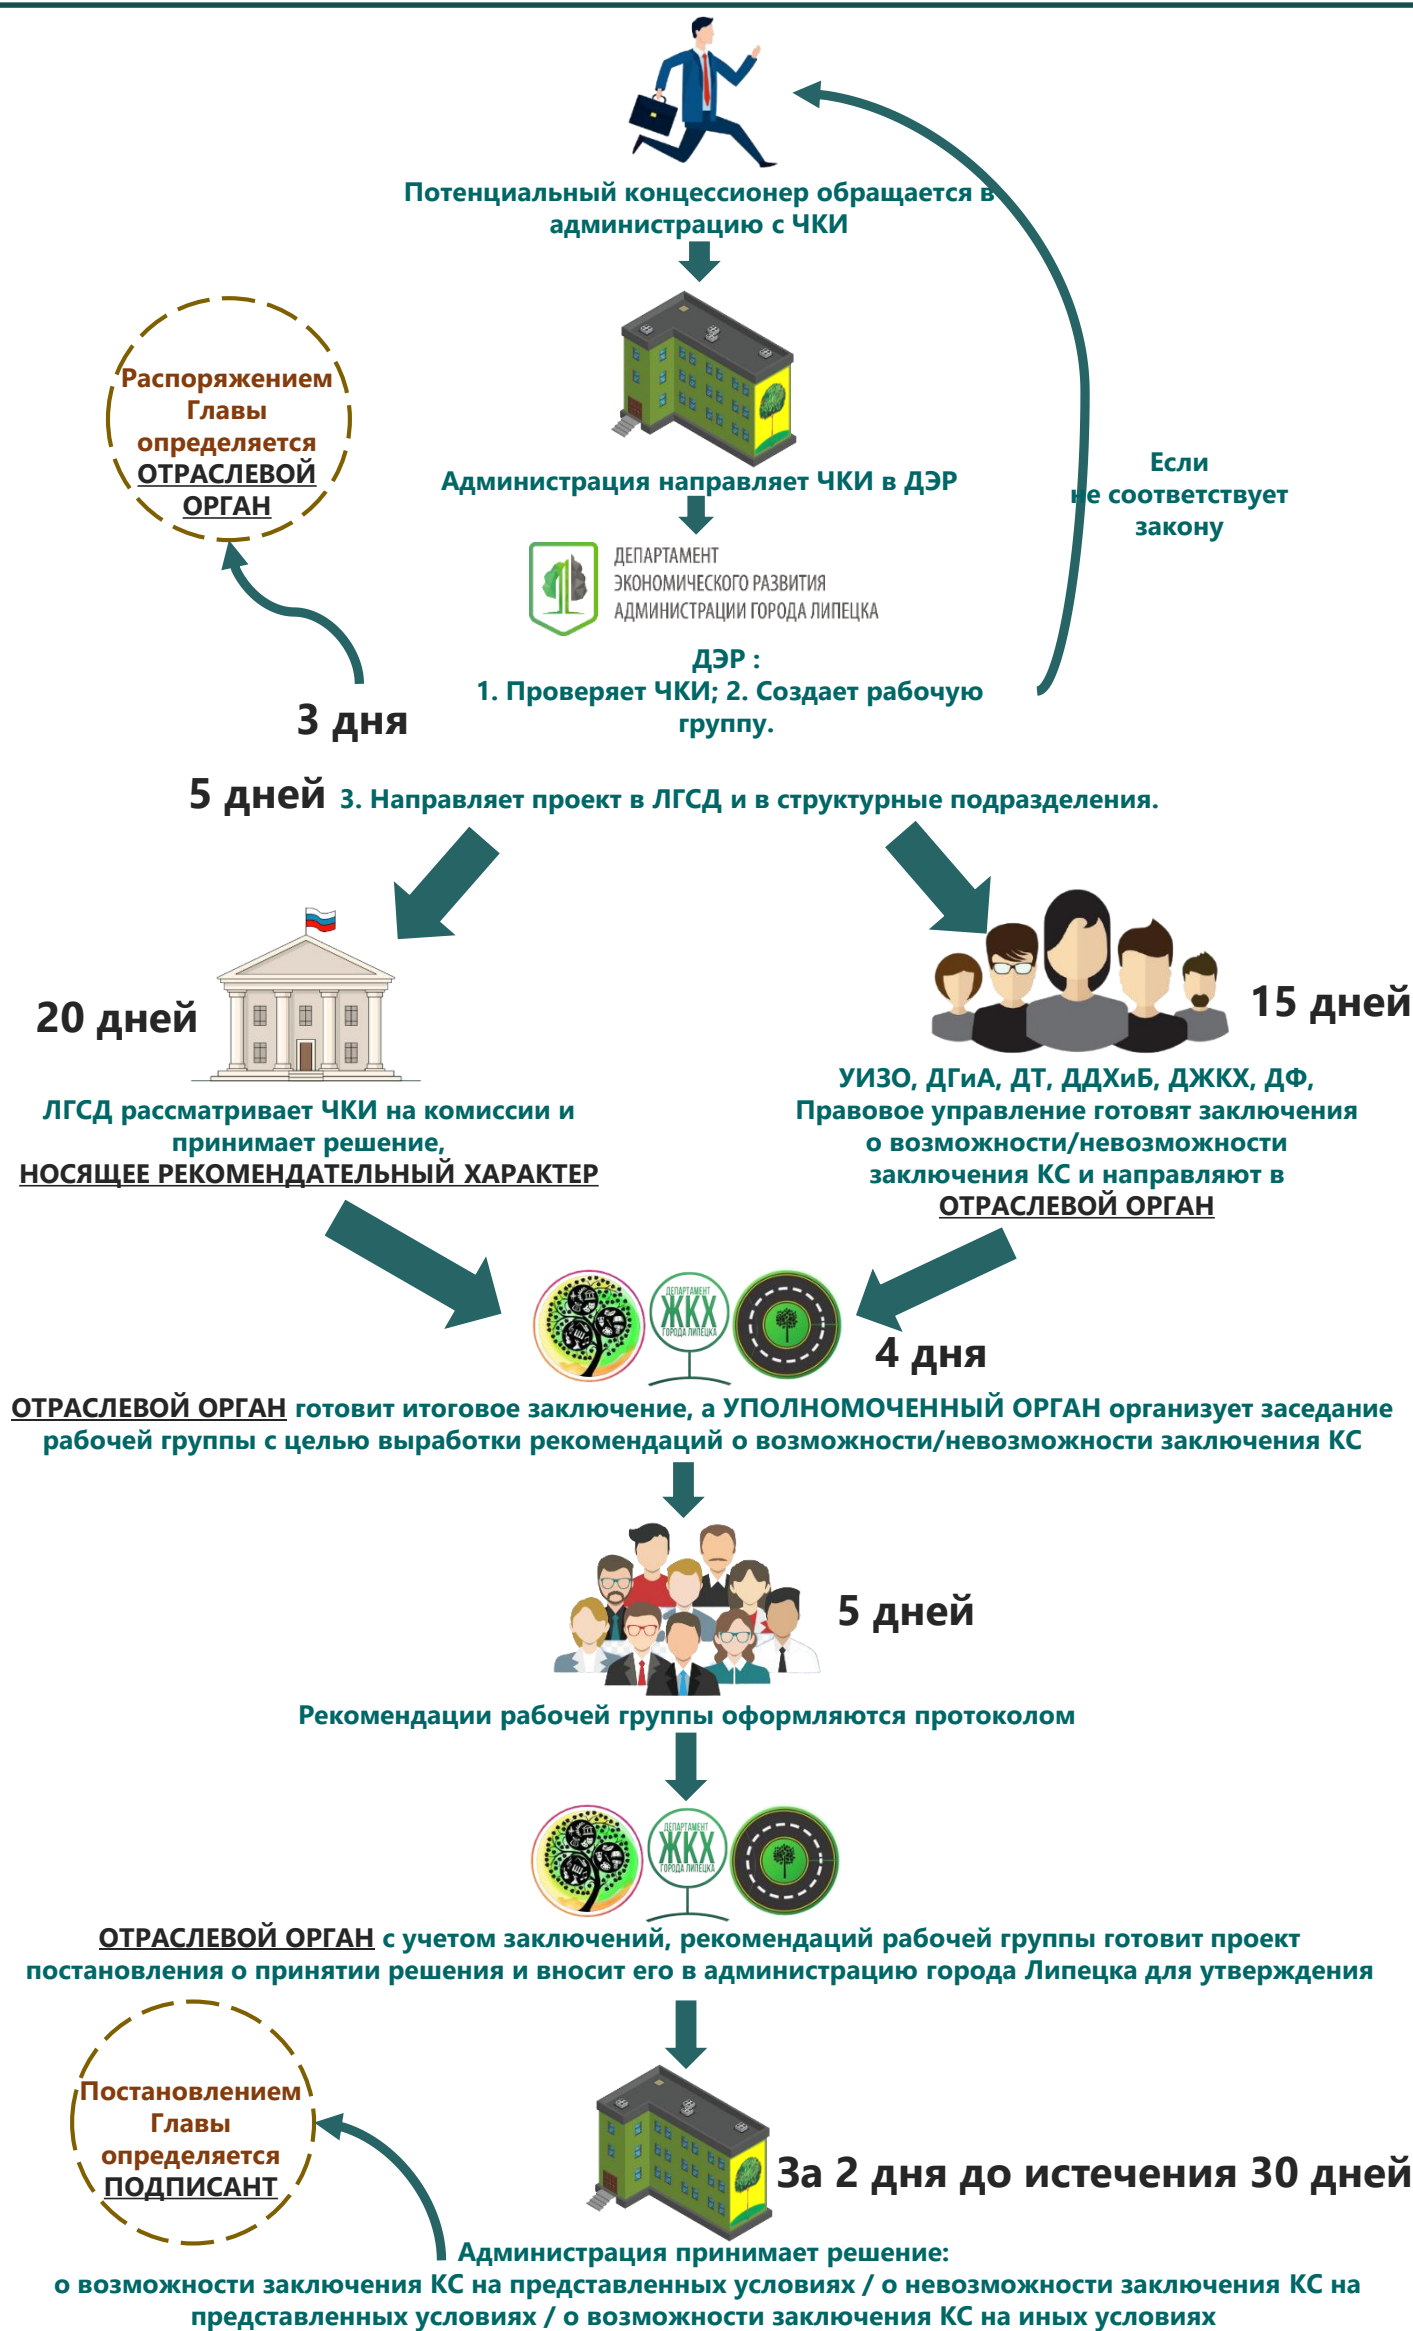 Потенциальный концессионер обращается в
администрацию с ЧКИ
Распоряжением
Главы
определяется
ОТРАСЛЕВОЙ
ОРГАН
Администрация направляет ЧКИ в ДЭР
Если
не соответствует
закону
ДЕПАРТАМЕНТ
ЭКОНОМИЧЕСКОГО РАЗВИТИЯ
АДМИНИСТРАЦИИ ГОРОДА ЛИПЕЦКА
ДЭР :
1. Проверяет ЧКИ; 2. Создает рабочую
группу.
3 дня
5 дней 3. Направляет проект в ЛГСД и в структурные подразделения.
20 дней
ЛГСД рассматривает ЧКИ на комиссии и
принимает решение,
НОСЯЩЕЕ РЕКОМЕНДАТЕЛЬНЫЙ ХАРАКТЕР
15 дней
УИЗО, ДГиА, ДТ, ДДХиБ, ДЖКХ, ДФ,
Правовое управление готовят заключения
о возможности/невозможности
заключения КС и направляют в
ОТРАСЛЕВОЙ ОРГАН
ДЕПАРТАМЕНТ
ЖКХ
ГОРОДА ЛИПЕЦКА
4 дня
ОТРАСЛЕВОЙ ОРГАН готовит итоговое заключение, а УПОЛНОМОЧЕННЫЙ ОРГАН организует заседание
рабочей группы с целью выработки рекомендаций о возможности/невозможности заключения КС
5 дней
Рекомендации рабочей группы оформляются протоколом
ДЕПАРТАМЕНТ
ЖКХ
ГОРОДА ЛИПЕЦКА
ОТРАСЛЕВОЙ ОРГАН с учетом заключений, рекомендаций рабочей группы готовит проект
постановления о принятии решения и вносит его в администрацию города Липецка для утверждения
Постановлением
Главы
определяется
ПОДПИСАНТ
За 2 дня до истечения 30 дней
Администрация принимает решение:
о возможности заключения КС на представленных условиях / о невозможности заключения КС на
представленных условиях / о возможности заключения КС на иных условиях